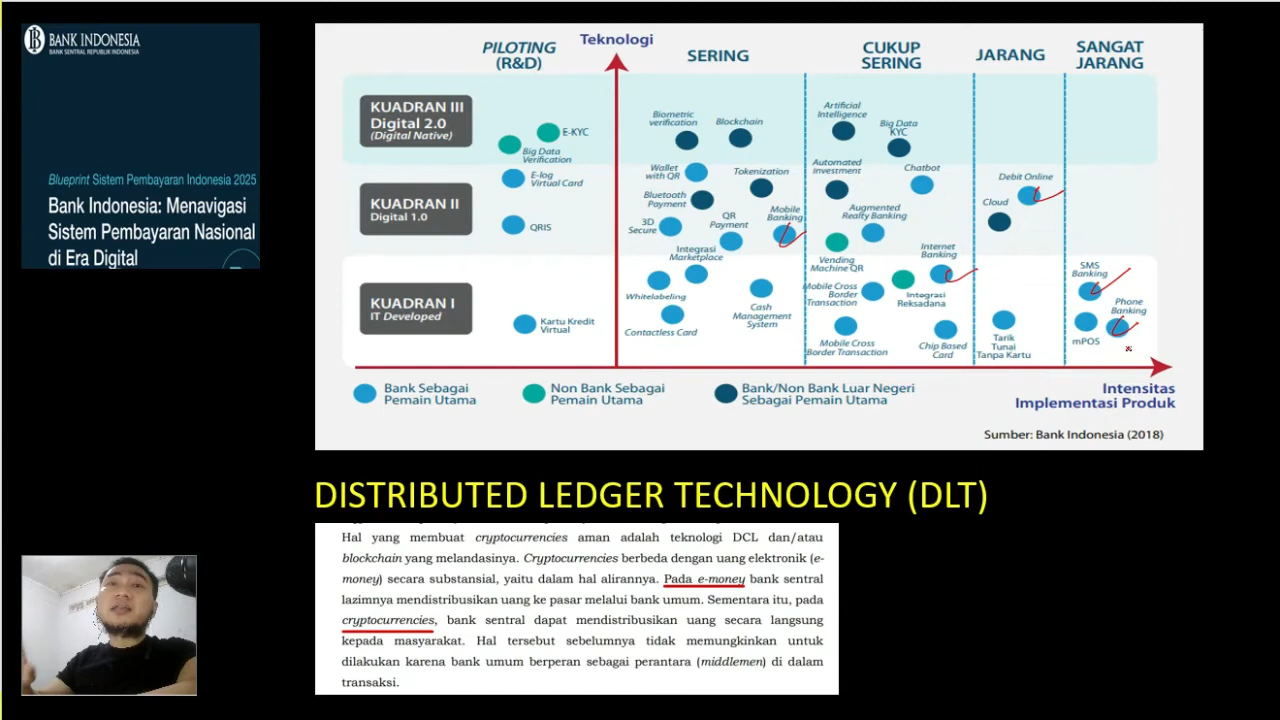 BANK INDONESIA
BANK SENTRAL REPUBLIK INDONESIA
Blueprint Sistem Pembayaran Indonesia 2025
Bank Indonesia: Menavigasi
Sistem Pembayaran Nasional
di Era Digital
Teknologi
PILOTING
(R&D)
SERING
CUKUP
SERING
JARANG
SANGAT
JARANG
KUADRAN III
Digital 2.0
(Digital Native)
E-KYC
Big Data
Verification
Biometric
verification
Blockchain
Artificial
Intelligence
Big Data
KYC
KUADRAN II
Digital 1.0
E-log
Virtual Card
QRIS
Wallet
with QR
Tokenization
Bluetooth
Payment
3D
Secure
QR
Payment
Mobile
Banking
Automated
Investment
Chatbot
Augmented
Realty Banking
Vending
Machine QR
Debit Online
Cloud
KUADRAN I
IT Developed
Kartu Kredit
Virtual
Integrasi
Marketplace
Whitelabeling
Contactless Card
Cash
Management
System
Internet
Banking
Mobile Cross
Border
Transaction
Integrasi
Reksadana
Mobile Cross
Border Transaction
Chip Based
Card
Tarik
Tunai
Tanpa Kartu
SMS
Banking
Phone
Banking
mPOS
Bank Sebagai
Pemain Utama
Non Bank Sebagai
Pemain Utama
Bank/Non Bank Luar Negeri
Sebagai Pemain Utama
Intensitas
Implementasi Produk
Sumber: Bank Indonesia (2018)
DISTRIBUTED LEDGER TECHNOLOGY (DLT)
Hal yang membuat cryptocurrencies aman adalah teknologi DCL dan/atau
blockchain yang melandasinya. Cryptocurrencies berbeda dengan uang elektronik (e-
money) secara substansial, yaitu dalam hal alirannya. Pada e-money bank sentral
lazimnya mendistribusikan uang ke pasar melalui bank umum. Sementara itu, pada
cryptocurrencies, bank sentral dapat mendistribusikan uang secara langsung
kepada masyarakat. Hal tersebut sebelumnya tidak memungkinkan untuk
dilakukan karena bank umum berperan sebagai perantara (middlemen) di dalam
transaksi.